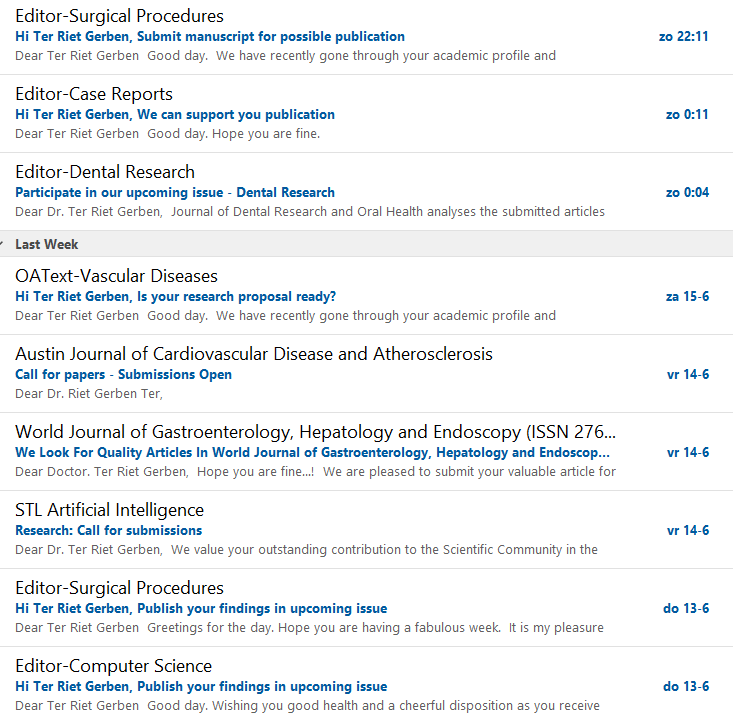 Editor-Surgical Procedures
Hi Ter Riet Gerben, Submit manuscript for possible publication zo 22:11
Dear Ter Riet Gerben Good day. We have recently gone through your academic profile and
Editor-Case Reports
Hi Ter Riet Gerben, We can support you publication zo 0:11
Dear Ter Riet Gerben Good day. Hope you are fine.
Editor-Dental Research
Participate in our upcoming issue - Dental Research zo 0:04
Dear Dr. Ter Riet Gerben, Journal of Dental Research and Oral Health analyses the submitted articles
Last Week
OAText-Vascular Diseases
Hi Ter Riet Gerben, Is your research proposal ready? za 15-6
Dear Ter Riet Gerben Good day. We have recently gone through your academic profile and
Austin Journal of Cardiovascular Disease and Atherosclerosis
Call for papers - Submissions Open vr 14-6
Dear Dr. Riet Gerben Ter,
World Journal of Gastroenterology, Hepatology and Endoscopy (ISSN 276...
We Look For Quality Articles In World Journal of Gastroenterology, Hepatology and Endoscop... vr 14-6
Dear Doctor. Ter Riet Gerben, Hope you are fine...! We are pleased to submit your valuable article for
STL Artificial Intelligence
Research: Call for submissions vr 14-6
Dear Dr. Ter Riet Gerben, We value your outstanding contribution to the Scientific Community in the
Editor-Surgical Procedures
Hi Ter Riet Gerben, Publish your findings in upcoming issue do 13-6
Dear Ter Riet Gerben Greetings for the day. Hope you are having a fabulous week. It is my pleasure
Editor-Computer Science
Hi Ter Riet Gerben, Publish your findings in upcoming issue do 13-6
Dear Ter Riet Gerben Good day. Wishing you good health and a cheerful disposition as you receive